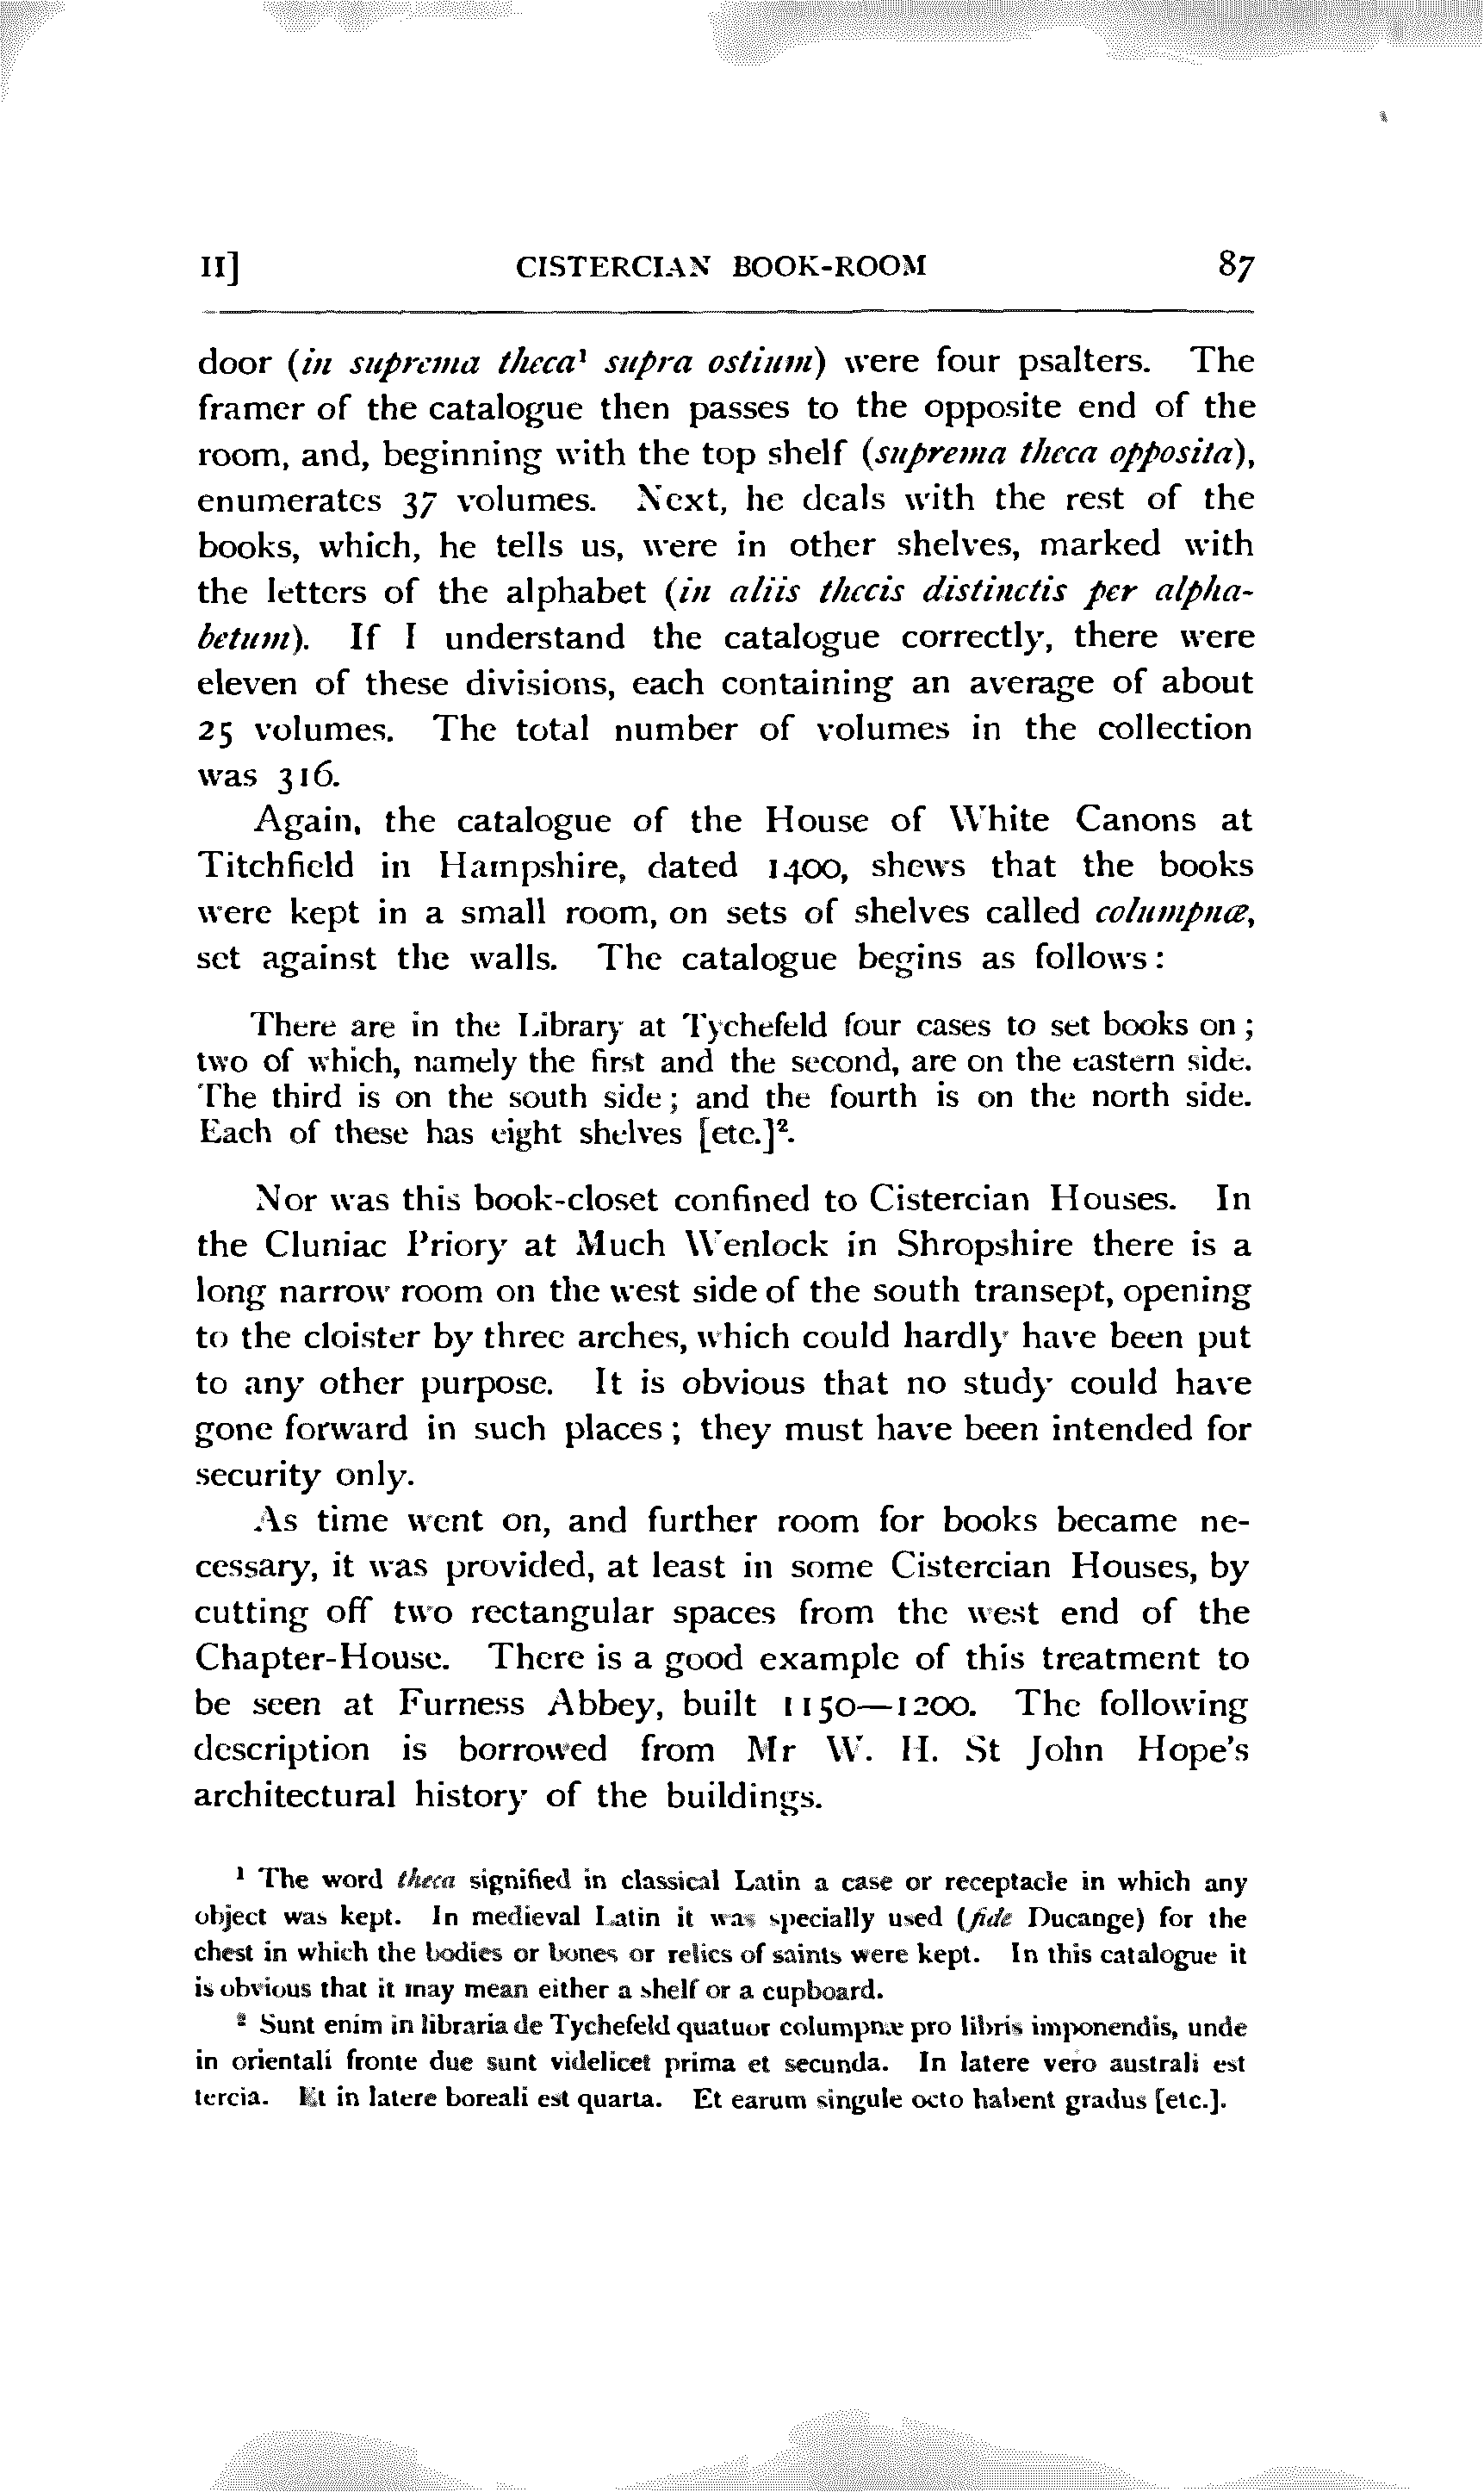 II] CISTERCIAN BOOK-ROOM 87
door (in suprema theca¹ supra ostium) were four psalters. The
framer of the catalogue then passes to the opposite end of the
room, and, beginning with the top shelf (suprema theca opposita),
enumerates 37 volumes. Next, he deals with the rest of the
books, which, he tells us, were in other shelves, marked with
the letters of the alphabet (in aliis thecis distinctis per alpha-
betum). If I understand the catalogue correctly, there were
eleven of these divisions, each containing an average of about
25 volumes. The total number of volumes in the collection
was 316.
Again, the catalogue of the House of White Canons at
Titchfield in Hampshire, dated 1400, shews that the books
were kept in a small room, on sets of shelves called columpnæ,
set against the walls. The catalogue begins as follows:
There are in the Library at Tychefeld four cases to set books on;
two of which, namely the first and the second, are on the eastern side.
The third is on the south side; and the fourth is on the north side.
Each of these has eight shelves [etc.]².
Nor was this book-closet confined to Cistercian Houses. In
the Cluniac Priory at Much Wenlock in Shropshire there is a
long narrow room on the west side of the south transept, opening
to the cloister by three arches, which could hardly have been put
to any other purpose. It is obvious that no study could have
gone forward in such places; they must have been intended for
security only.
As time went on, and further room for books became ne-
cessary, it was provided, at least in some Cistercian Houses, by
cutting off two rectangular spaces from the west end of the
Chapter-House. There is a good example of this treatment to
be seen at Furness Abbey, built 1150—1200. The following
description is borrowed from Mr W. H. St John Hope's
architectural history of the buildings.
¹ The word theca signified in classical Latin a case or receptacle in which any
object was kept. In medieval Latin it was specially used (fide Ducange) for the
chest in which the bodies or bones or relics of saints were kept. In this catalogue it
is obvious that it may mean either a shelf or a cupboard.
² Sunt enim in libraria de Tychefeld quatuor columpnæ pro libris imponendis, unde
in orientali fronte due sunt videlicet prima et secunda. In latere vero australi est
tercia. Et in latere boreali est quarta. Et earum singule octo habent gradus [etc.].